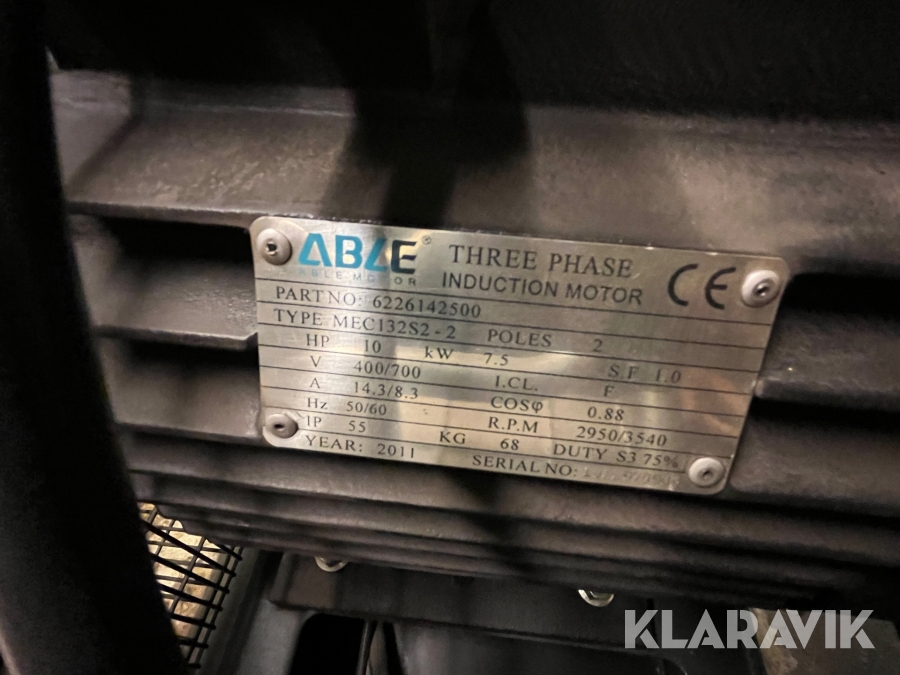 ABLE® THREE PHASE
ABLE MOTOR INDUCTION MOTOR CE
PART NO: 6226142500
TYPE MEC132S2-2 POLES 2
HP 10 kW 7.5 S.F 1.0
V 400/700 I.CL. F
A 14.3/8.3 COSφ 0.88
Hz 50/60 R.P.M 2950/3540
IP 55 KG 68 DUTY S3 75%
YEAR: 2011 SERIAL NO:
KLARAVIK